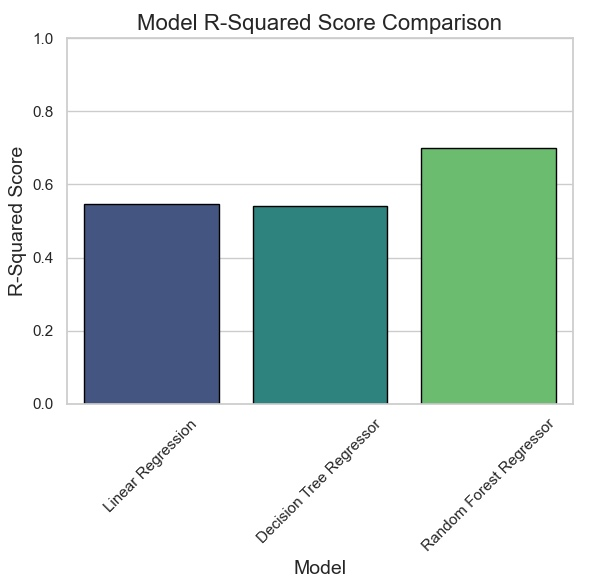 Model R-Squared Score Comparison
1.0
0.8
0.6
0.4
0.2
0.0
R-Squared Score
Linear Regression
Decision Tree Regressor
Random Forest Regressor
Model